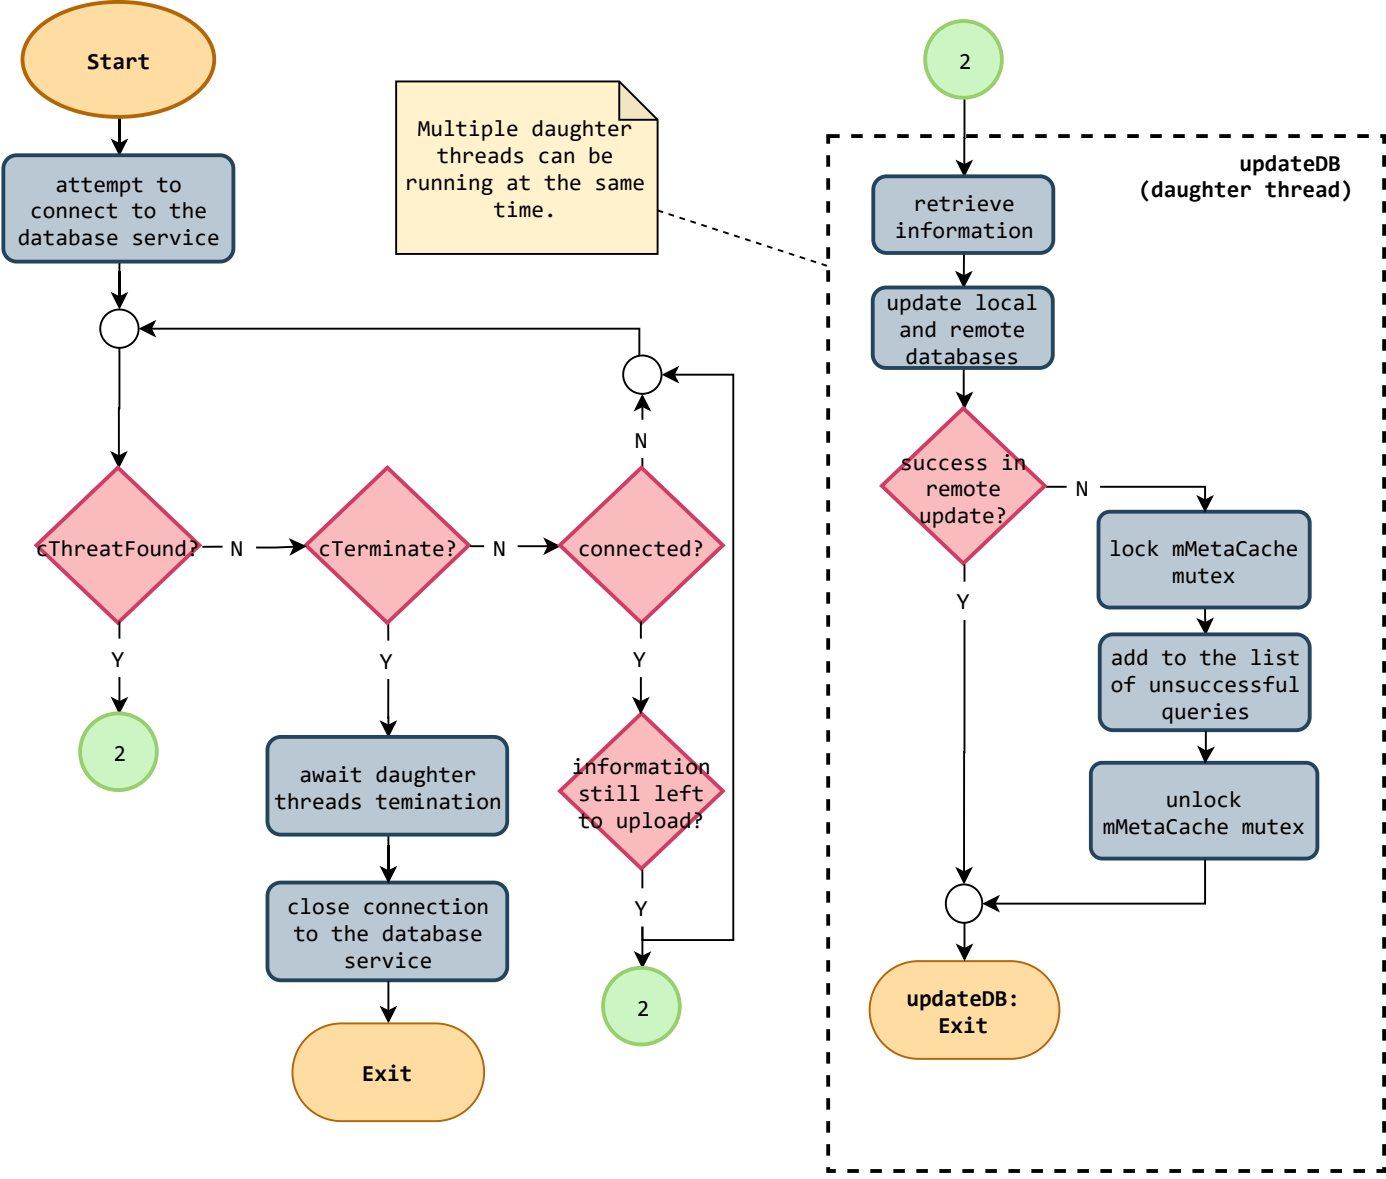 Start
attempt to
connect to the
database service
Multiple daughter
threads can be
running at the same
time.
cThreatFound?
N
cTerminate?
N
connected?
N
Y
2
Y
await daughter
threads temination
close connection
to the database
service
Exit
Y
information
still left
to upload?
Y
2
2
updateDB
(daughter thread)
retrieve
information
update local
and remote
databases
success in
remote
update?
N
lock mMetaCache
mutex
add to the list
of unsuccessful
queries
unlock
mMetaCache mutex
Y
updateDB:
Exit